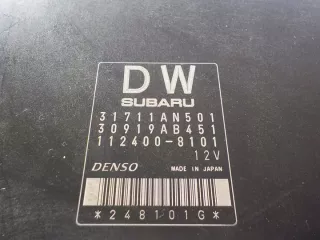 DW
SUBARU
31711AN501
30919AB451
112400-8101
12V
DENSO MADE IN JAPAN
*248101G*